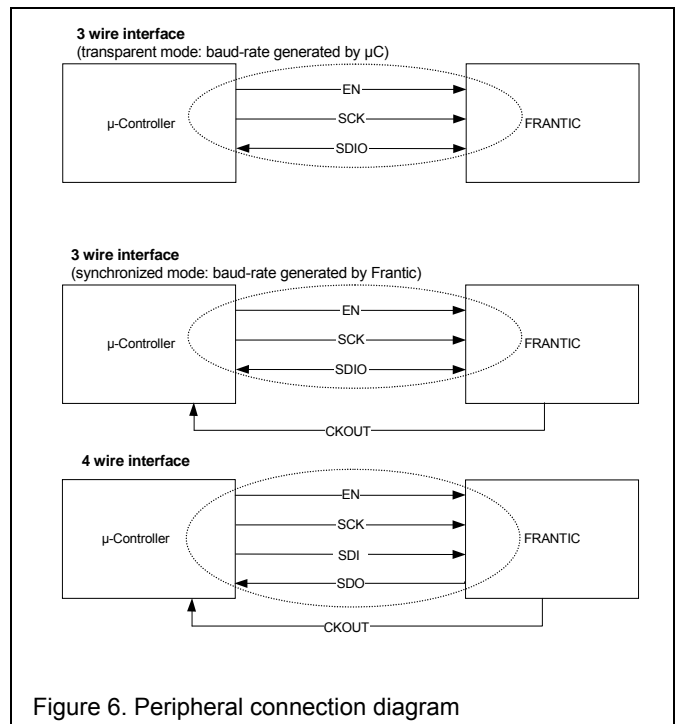 3 wire interface
(transparent mode: baud-rate generated by µC)
µ-Controller
EN
SCK
SDIO
FRANTIC
3 wire interface
(synchronized mode: baud-rate generated by Frantic)
µ-Controller
EN
SCK
SDIO
FRANTIC
CKOUT
4 wire interface
µ-Controller
EN
SCK
SDI
SDO
FRANTIC
CKOUT
Figure 6. Peripheral connection diagram